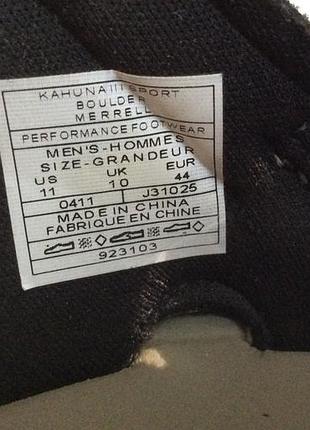 KAHUNA III SPORT
BOULDER
MERRELL
PERFORMANCE FOOTWEAR
MEN'S-HOMMES
SIZE-GRANDEUR
US UK EUR
11 10 44
0411 J31025
MADE IN CHINA
FABRIQUE EN CHINE
923103